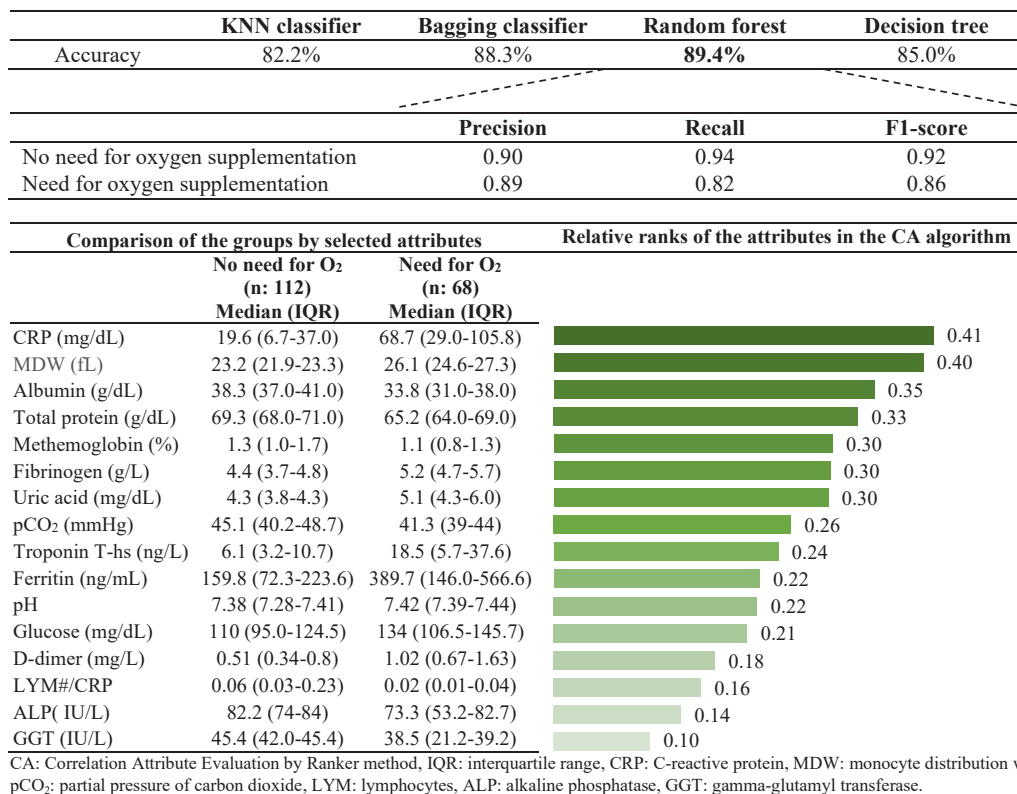 KNN classifier Bagging classifier Random forest Decision tree
Accuracy 82.2% 88.3% 89.4% 85.0%
Precision Recall F1-score
No need for oxygen supplementation 0.90 0.94 0.92
Need for oxygen supplementation 0.89 0.82 0.86
Comparison of the groups by selected attributes Relative ranks of the attributes in the CA algorithm
No need for O₂ Need for O₂
(n: 112) (n: 68)
Median (IQR) Median (IQR)
CRP (mg/dL) 19.6 (6.7-37.0) 68.7 (29.0-105.8) 0.41
MDW (fL) 23.2 (21.9-23.3) 26.1 (24.6-27.3) 0.40
Albumin (g/dL) 38.3 (37.0-41.0) 33.8 (31.0-38.0) 0.35
Total protein (g/dL) 69.3 (68.0-71.0) 65.2 (64.0-69.0) 0.33
Methemoglobin (%) 1.3 (1.0-1.7) 1.1 (0.8-1.3) 0.30
Fibrinogen (g/L) 4.4 (3.7-4.8) 5.2 (4.7-5.7) 0.30
Uric acid (mg/dL) 4.3 (3.8-4.3) 5.1 (4.3-6.0) 0.30
pCO₂ (mmHg) 45.1 (40.2-48.7) 41.3 (39-44) 0.26
Troponin T-hs (ng/L) 6.1 (3.2-10.7) 18.5 (5.7-37.6) 0.24
Ferritin (ng/mL) 159.8 (72.3-223.6) 389.7 (146.0-566.6) 0.22
pH 7.38 (7.28-7.41) 7.42 (7.39-7.44) 0.22
Glucose (mg/dL) 110 (95.0-124.5) 134 (106.5-145.7) 0.21
D-dimer (mg/L) 0.51 (0.34-0.8) 1.02 (0.67-1.63) 0.18
LYM#/CRP 0.06 (0.03-0.23) 0.02 (0.01-0.04) 0.16
ALP( IU/L) 82.2 (74-84) 73.3 (53.2-82.7) 0.14
GGT (IU/L) 45.4 (42.0-45.4) 38.5 (21.2-39.2) 0.10
CA: Correlation Attribute Evaluation by Ranker method, IQR: interquartile range, CRP: C-reactive protein, MDW: monocyte distribution
pCO₂: partial pressure of carbon dioxide, LYM: lymphocytes, ALP: alkaline phosphatase, GGT: gamma-glutamyl transferase.